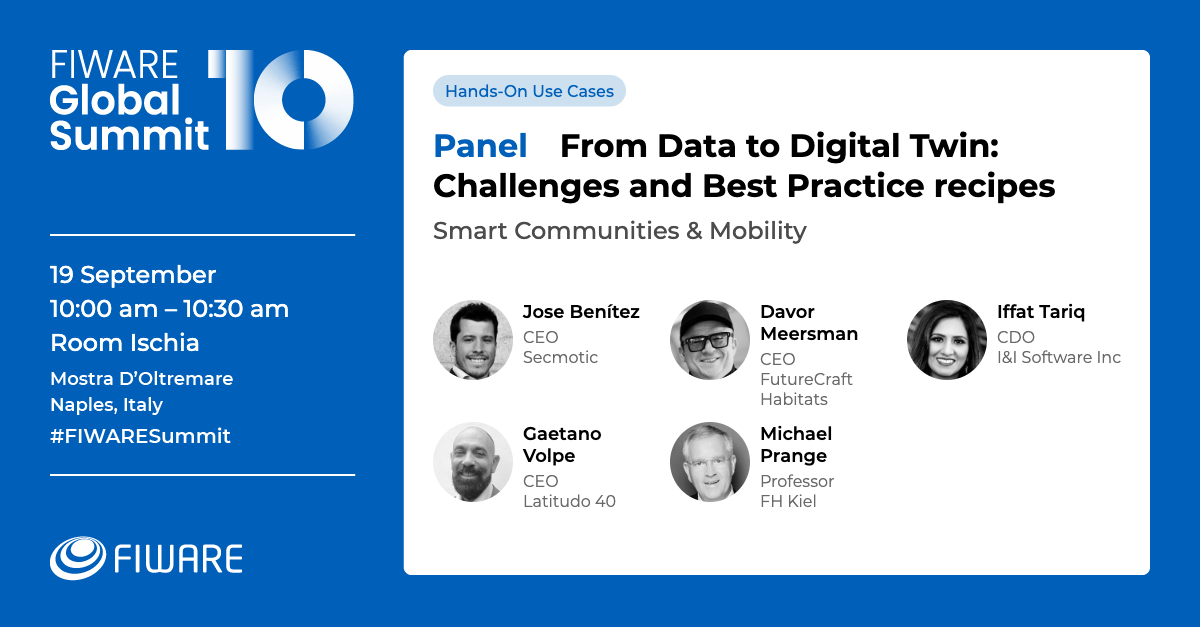 FIWARE
Global
Summit
10
19 September
10:00 am – 10:30 am
Room Ischia
Mostra D’Oltremare
Naples, Italy
#FIWARESummit
FIWARE
Hands-On Use Cases
Panel From Data to Digital Twin:
Challenges and Best Practice recipes
Smart Communities & Mobility
Jose Benítez
CEO
Secmotic
Davor
Meersman
CEO
FutureCraft
Habitats
Iffat Tariq
CDO
I&I Software Inc
Gaetano
Volpe
CEO
Latitudo 40
Michael
Prange
Professor
FH Kiel